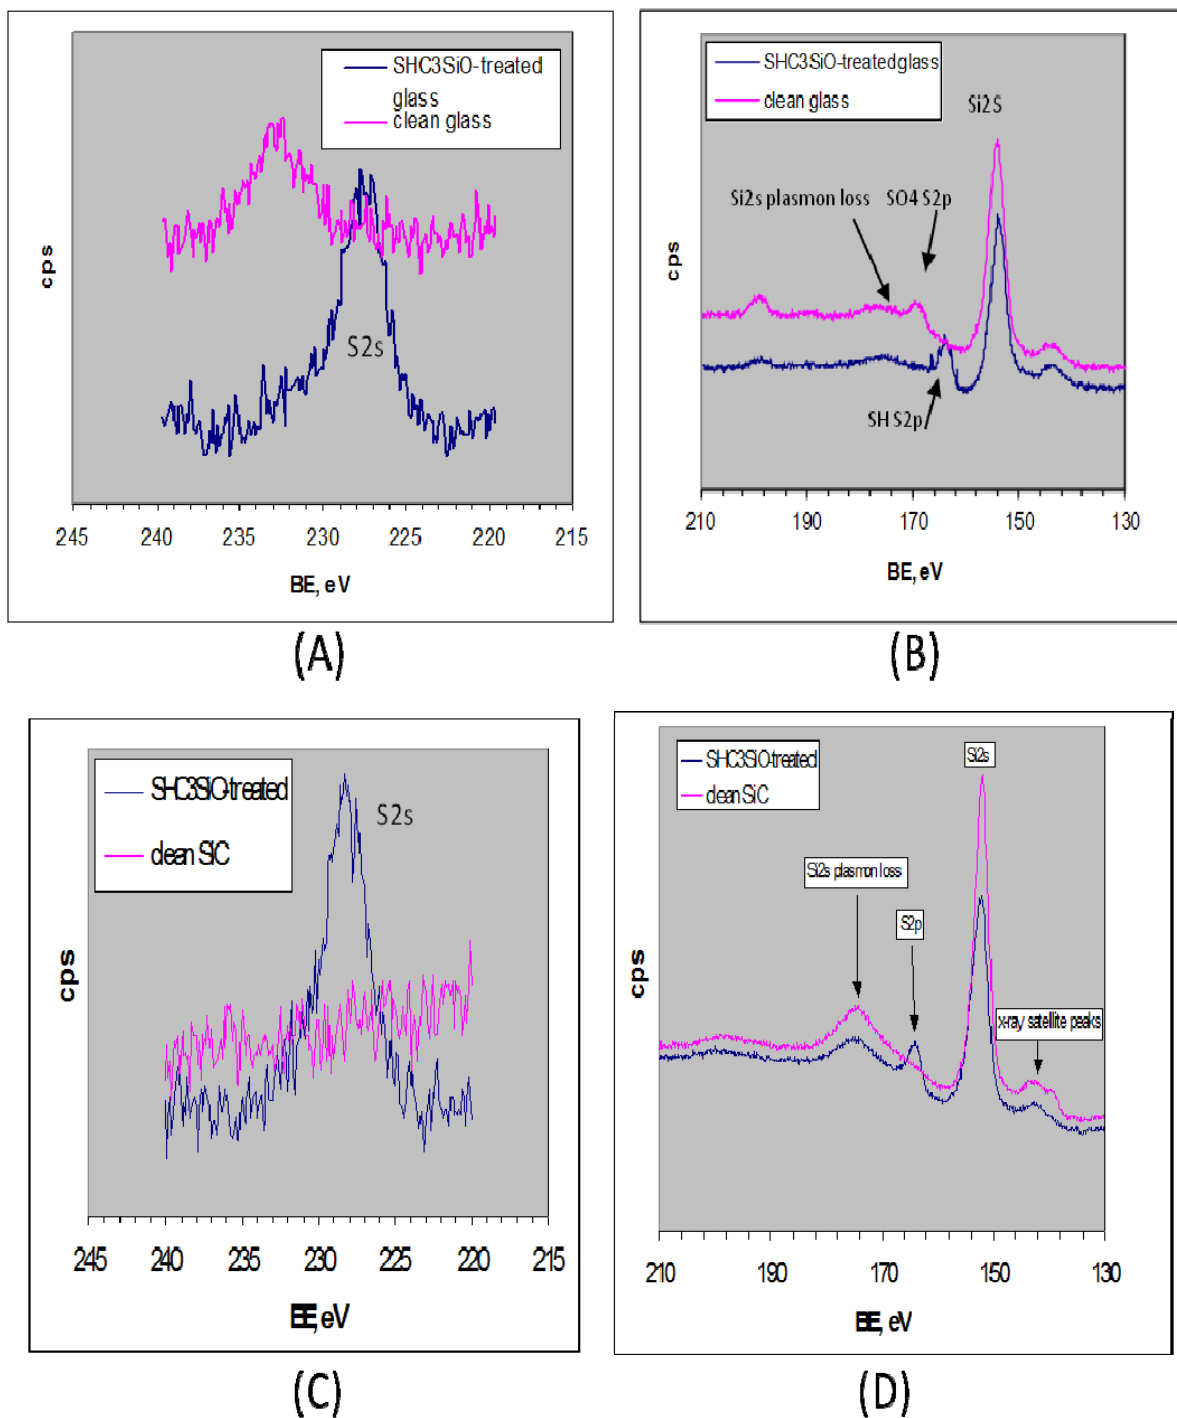 SHC3SiO-treated
glass
clean glass
cps
S2s
245 240 235 230 225 220 215
BE, eV
(A)
SHC3SiO-treated glass
clean glass
Si2S
Si2s plasmon loss SO4 S2p
cps
SH S2p
210 190 170 150 130
BE, eV
(B)
SHC3SiO-treated
clean SiC
S2s
cps
245 240 235 230 225 220 215
BE, eV
(C)
SHC3SiO-treated
clean SiC
Si2s
Si2s plasmon loss
S2p
cps
x-ray satellite peaks
210 190 170 150 130
BE, eV
(D)